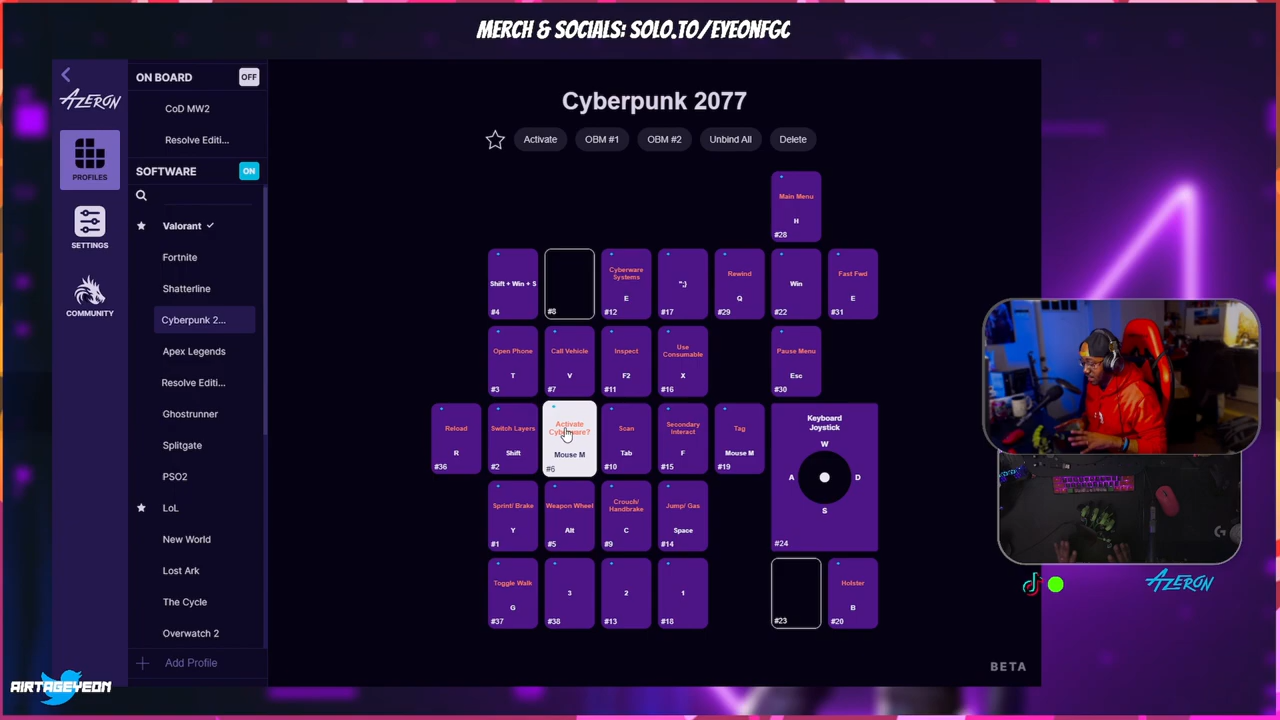 MERCH & SOCIALS: SOLO.TO/EYEONFGC
AZERON
PROFILES
SETTINGS
COMMUNITY
ON BOARD
OFF
CoD MW2
Resolve Editi...
SOFTWARE
ON
Valorant
Fortnite
Shatterline
Cyberpunk 2...
Apex Legends
Resolve Editi...
Ghostrunner
Splitgate
PSO2
LoL
New World
Lost Ark
The Cycle
Overwatch 2
Add Profile
Cyberpunk 2077
Activate
OBM #1
OBM #2
Unbind All
Delete
Main Menu
H
#28
Shift + Win + S
#4
#8
Cyberware
Systems
E
#12
";)
#17
Rewind
Q
#29
Win
#22
Fast Fwd
E
#31
Open Phone
T
#3
Call Vehicle
V
#7
Inspect
F2
#11
Use
Consumable
X
#16
Pause Menu
Esc
#30
Reload
R
#36
Switch Layers
Shift
#2
Activate
Cyberware?
Mouse M
#6
Scan
Tab
#10
Secondary
Interact
F
#15
Tag
Mouse M
#19
Keyboard
Joystick
W
A
D
S
#24
Sprint/ Brake
Y
#1
Weapon Wheel
Alt
#5
Crouch/
Handbrake
C
#9
Jump/ Gas
Space
#14
Toggle Walk
G
#37
3
#38
2
#13
1
#18
#23
Holster
B
#20
BETA
AZERON
AIRTAGEYEON